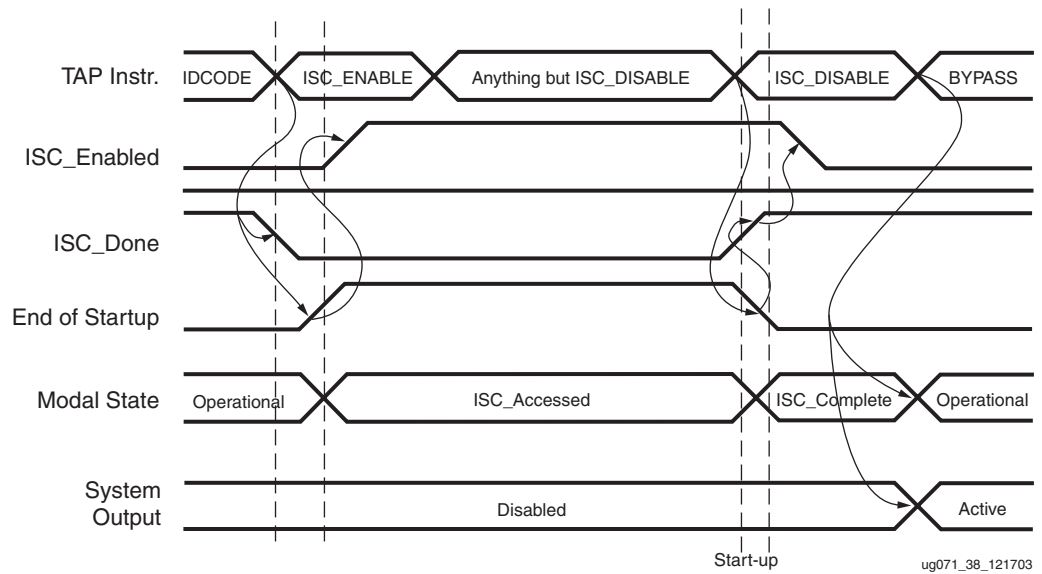 TAP Instr.
IDCODE
ISC_ENABLE
Anything but ISC_DISABLE
ISC_DISABLE
BYPASS
ISC_Enabled
ISC_Done
End of Startup
Modal State
Operational
ISC_Accessed
ISC_Complete
Operational
System
Output
Disabled
Active
Start-up
ug071_38_121703